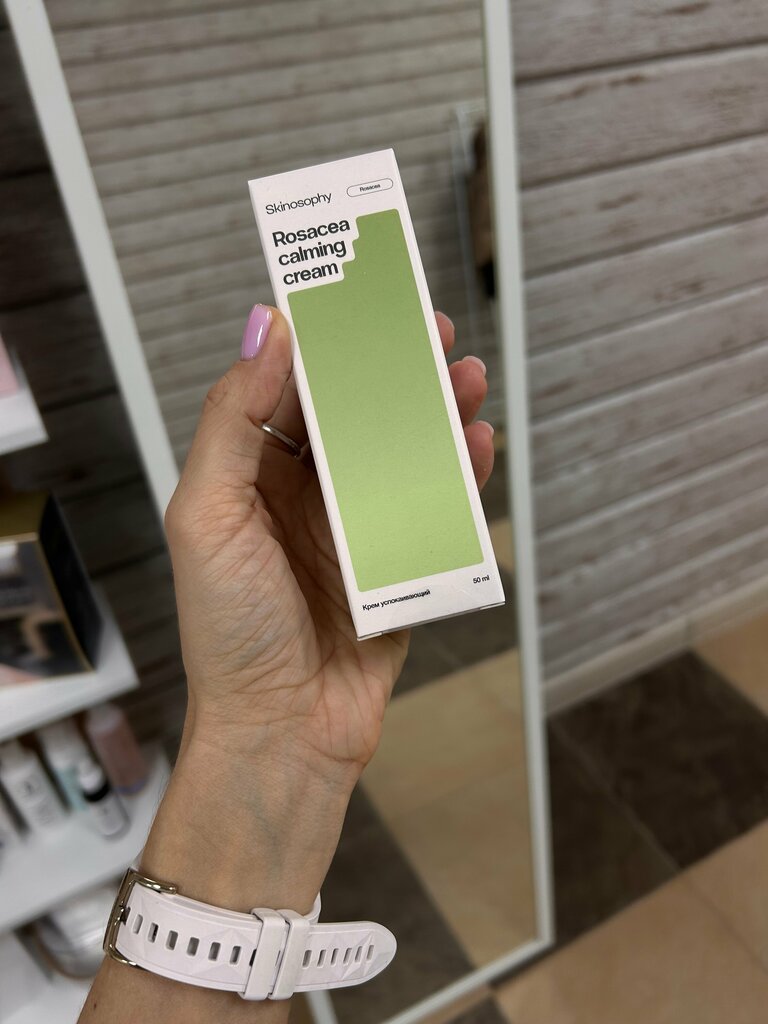 Skinosophy
Rosacea
Rosacea
calming
cream
Крем успокаивающий
50 ml